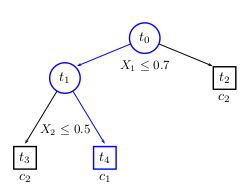 t₀
X₁ ≤ 0.7
t₁
t₂
c₂
X₂ ≤ 0.5
t₃
t₄
c₂
c₁